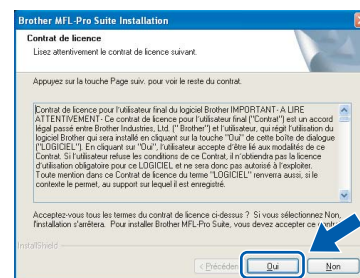 Brother MFL-Pro Suite Installation
Contrat de licence
Lisez attentivement le contrat de licence suivant.
Appuyez sur la touche Page suiv. pour voir le reste du contrat.
Contrat de licence pour l'utilisateur final du logiciel Brother IMPORTANT- A LIRE
ATTENTIVEMENT- Ce contrat de licence pour l'utilisateur final ("Contrat") est un accord
légal passé entre Brother Industries, Ltd. (" Brother") et l'utilisateur, qui régit l'utilisation du
logiciel Brother qui sera installé en cliquant sur la touche "Oui" de cette boîte de dialogue
("LOGICIEL"). En cliquant sur "Oui", l'utilisateur accepte d'être lié aux modalités de ce
Contrat. Si l'utilisateur refuse les conditions de ce Contrat, il n'obtiendra pas la licence
d'utilisation obligatoire pour ce LOGICIEL et ne sera donc pas autorisé à l'exploiter.
Toute mention dans ce Contrat de licence du terme "LOGICIEL" renverra aussi, si le
contexte le permet, au support sur lequel il est enregistré.
Acceptez-vous tous les termes du contrat de licence ci-dessus ? Si vous sélectionnez Non,
l'installation s'arrêtera. Pour installer Brother MFL-Pro Suite, vous devez accepter ce
InstallShield
< Précéden
Oui
Non